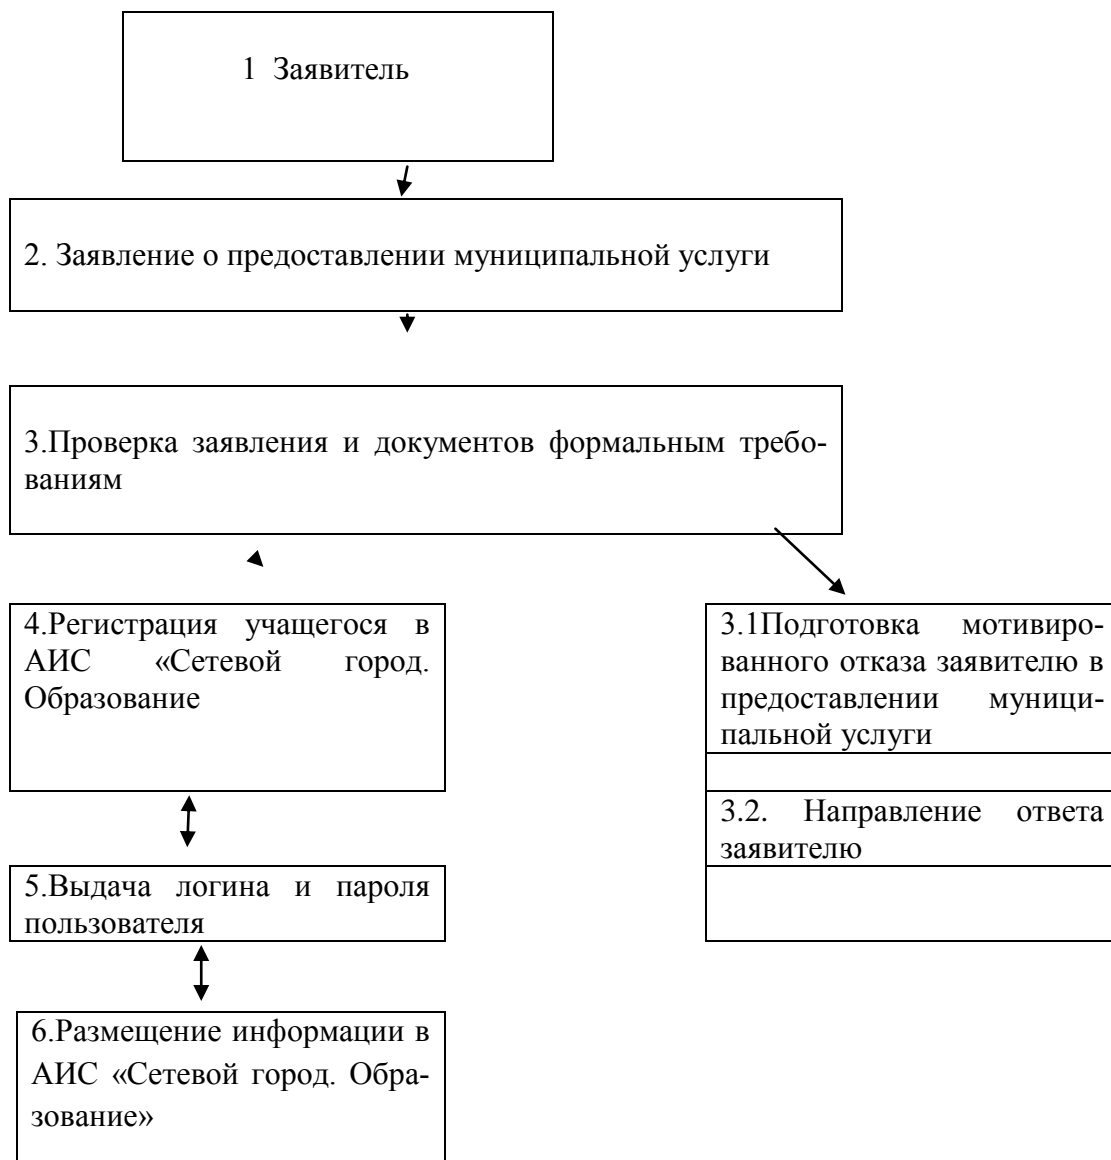 1 Заявитель
2. Заявление о предоставлении муниципальной услуги
3.Проверка заявления и документов формальным требо-
ваниям
4.Регистрация учащегося в
АИС «Сетевой город.
Образование
3.1Подготовка мотивиро-
ванного отказа заявителю в
предоставлении муници-
пальной услуги
3.2. Направление ответа
заявителю
5.Выдача логина и пароля
пользователя
6.Размещение информации в
АИС «Сетевой город. Обра-
зование»